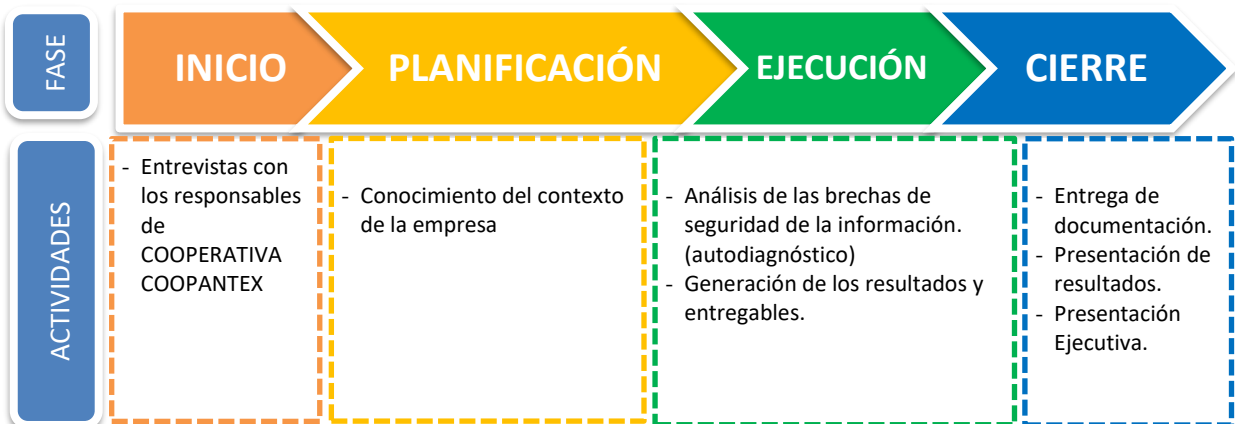 FASE
INICIO
PLANIFICACIÓN
EJECUCIÓN
CIERRE
ACTIVIDADES
- Entrevistas con
los responsables
de
COOPERATIVA
COOPANTEX
- Conocimiento del contexto
de la empresa
- Análisis de las brechas de
seguridad de la información.
(autodiagnóstico)
- Generación de los resultados y
entregables.
- Entrega de
documentación.
- Presentación de
resultados.
- Presentación
Ejecutiva.